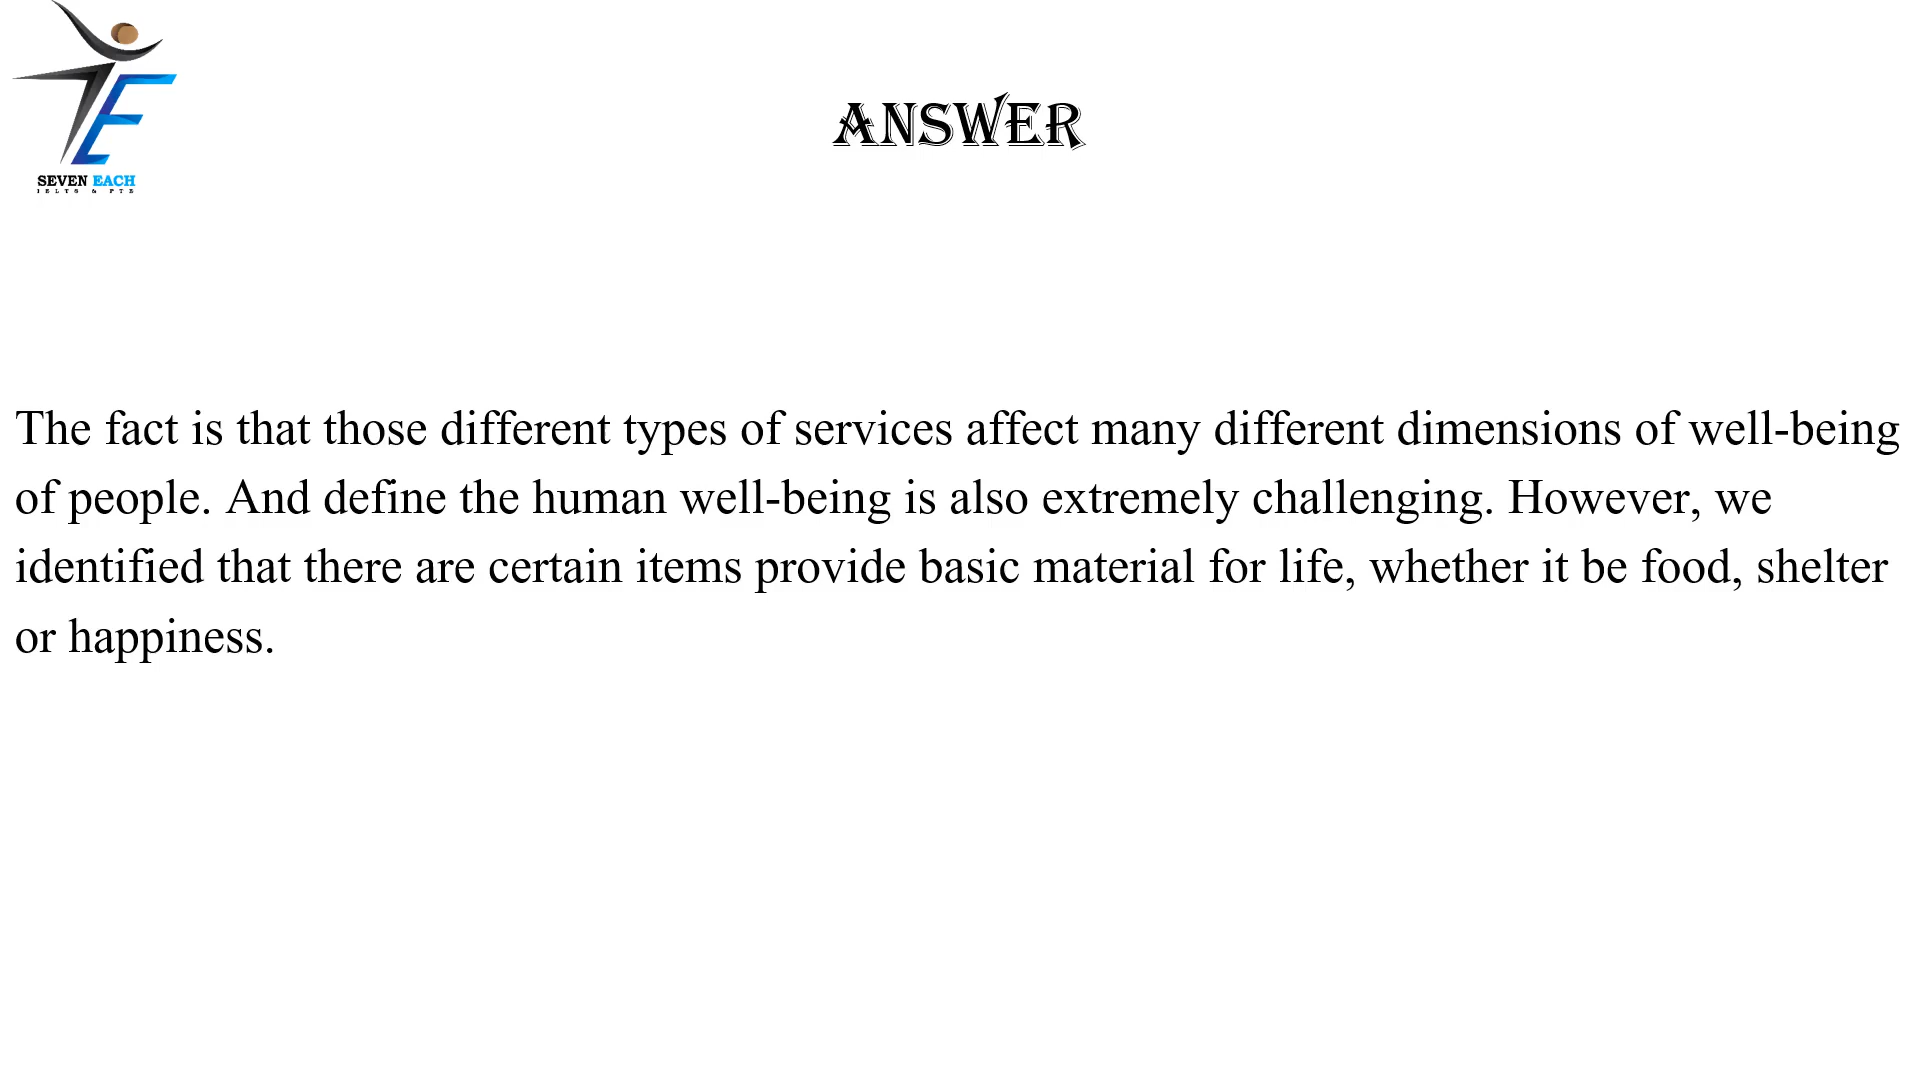 SEVEN EACH
IELTS & PTE
ANSWER
The fact is that those different types of services affect many different dimensions of well-being
of people. And define the human well-being is also extremely challenging. However, we
identified that there are certain items provide basic material for life, whether it be food, shelter
or happiness.